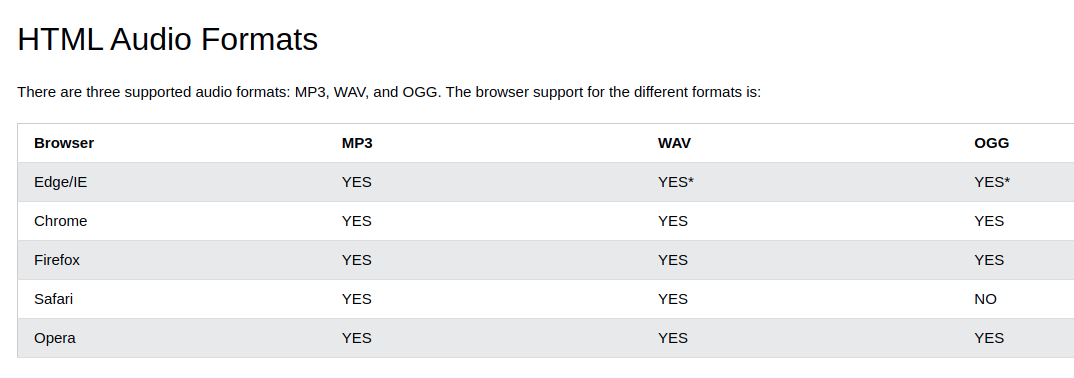 HTML Audio Formats
There are three supported audio formats: MP3, WAV, and OGG. The browser support for the different formats is:
Browser MP3 WAV OGG
Edge/IE YES YES* YES*
Chrome YES YES YES
Firefox YES YES YES
Safari YES YES NO
Opera YES YES YES